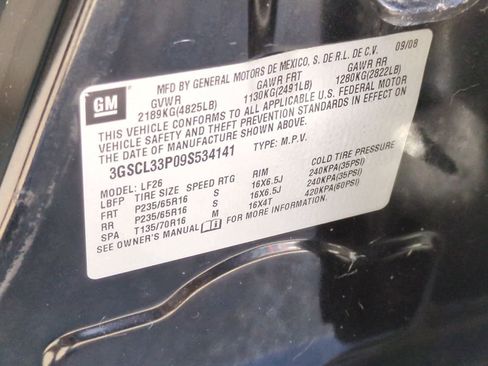 MFD BY GENERAL MOTORS DE MEXICO, S. DE R.L. DE C.V. 09/08
GM
GVWR GAWR FRT GAWR RR
2189KG(4825LB) 1130KG(2491LB) 1280KG(2822LB)
THIS VEHICLE CONFORMS TO ALL APPLICABLE U.S. FEDERAL MOTOR
VEHICLE SAFETY AND THEFT PREVENTION STANDARDS IN EFFECT ON
THE DATE OF MANUFACTURE SHOWN ABOVE.
3GSCL33P09S534141 TYPE: M.P.V.
MODEL: LF26
LBFP TIRE SIZE SPEED RTG RIM COLD TIRE PRESSURE
FRT P235/65R16 S 16X6.5J 240KPA(35PSI)
RR P235/65R16 S 16X6.5J 240KPA(35PSI)
SPA T135/70R16 M 16X4T 420KPA(60PSI)
SEE OWNER'S MANUAL